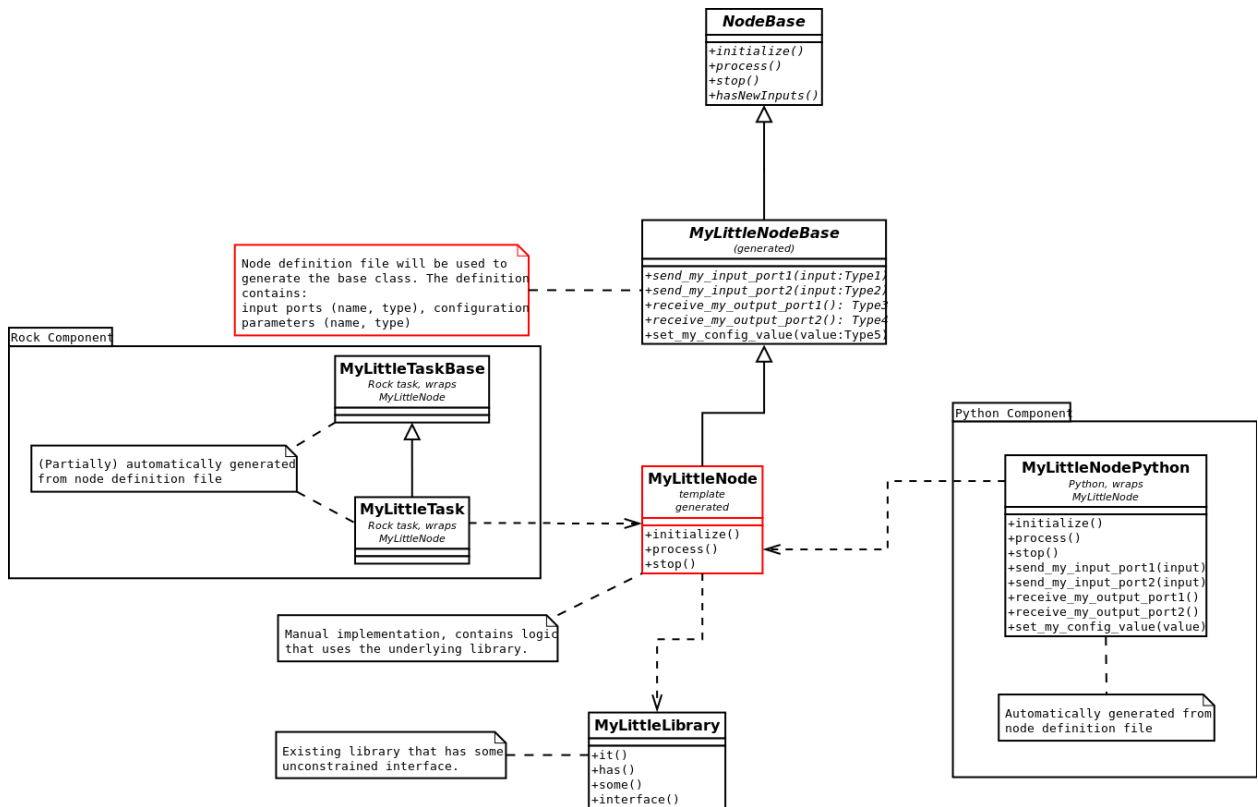 NodeBase
+initialize()
+process()
+stop()
+hasNewInputs()
MyLittleNodeBase
(generated)
+send_my_input_port1(input:Type1)
+send_my_input_port2(input:Type2)
+receive_my_output_port1(): Type3
+receive_my_output_port2(): Type4
+set_my_config_value(value:Type5)
Node definition file will be used to
generate the base class. The definition
contains:
input ports (name, type), configuration
parameters (name, type)
Rock Component
MyLittleTaskBase
Rock task, wraps
MyLittleNode
(Partially) automatically generated
from node definition file
MyLittleTask
Rock task, wraps
MyLittleNode
MyLittleNode
template
generated
+initialize()
+process()
+stop()
Python Component
MyLittleNodePython
Python, wraps
MyLittleNode
+initialize()
+process()
+stop()
+send_my_input_port1(input)
+send_my_input_port2(input)
+receive_my_output_port1()
+receive_my_output_port2()
+set_my_config_value(value)
Automatically generated from
node definition file
Manual implementation, contains logic
that uses the underlying library.
MyLittleLibrary
+it()
+has()
+some()
+interface()
Existing library that has some
unconstrained interface.